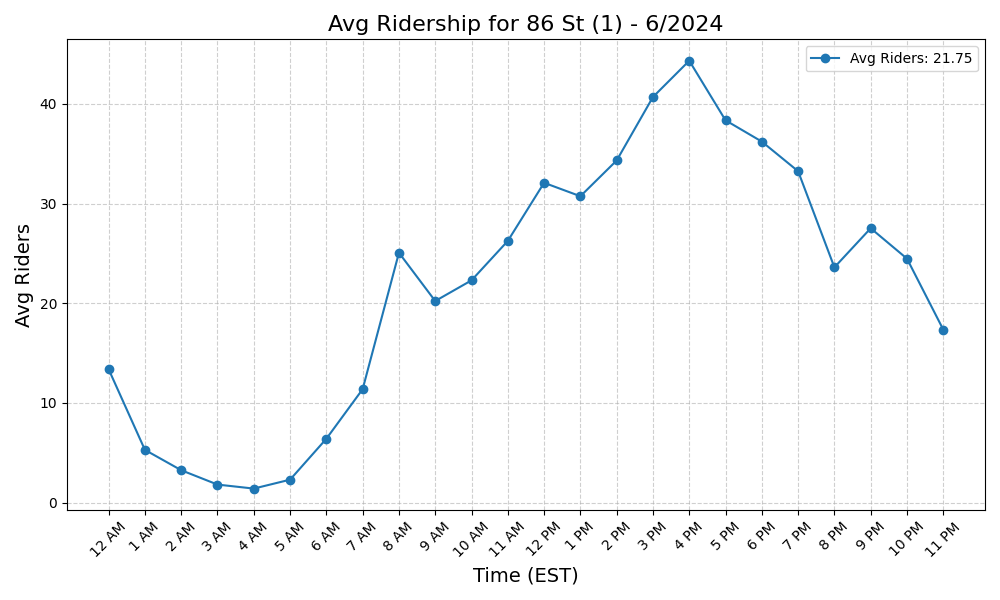 Avg Ridership for 86 St (1) - 6/2024
Avg Riders: 21.75
Avg Riders
40
30
20
10
0
12 AM
1 AM
2 AM
3 AM
4 AM
5 AM
6 AM
7 AM
8 AM
9 AM
10 AM
11 AM
12 PM
1 PM
2 PM
3 PM
4 PM
5 PM
6 PM
7 PM
8 PM
9 PM
10 PM
11 PM
Time (EST)